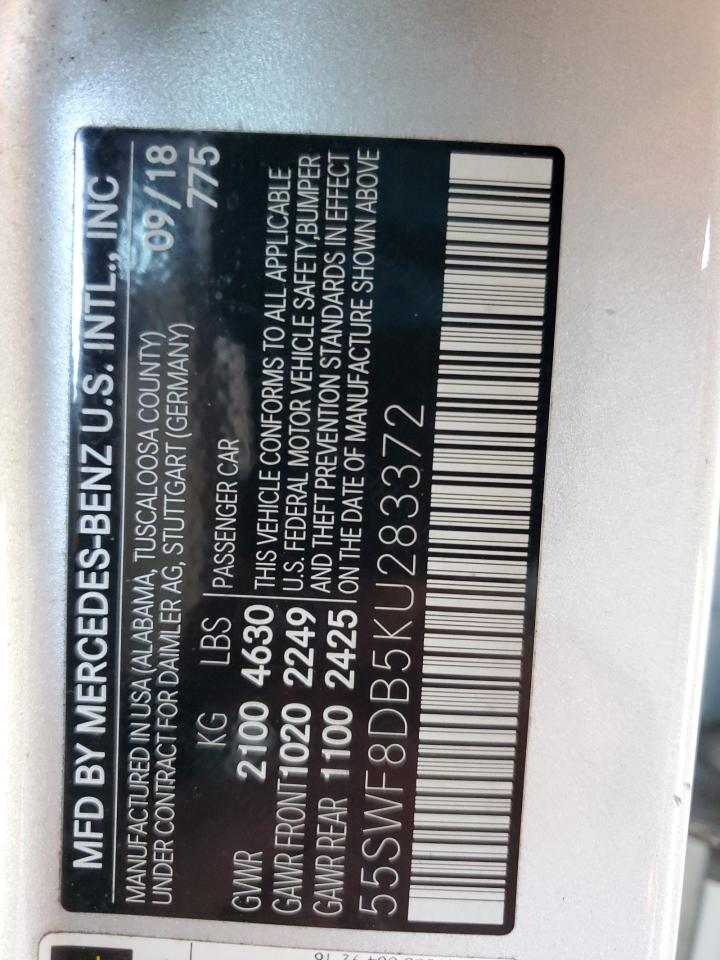 MFD BY MERCEDES-BENZ U.S. INTL., INC
MANUFACTURED IN USA (ALABAMA, TUSCALOOSA COUNTY) 09/18
UNDER CONTRACT FOR DAIMLER AG, STUTTGART (GERMANY) 775
KG LBS PASSENGER CAR
GVWR 2100 4630 THIS VEHICLE CONFORMS TO ALL APPLICABLE
GAWR FRONT 1020 2249 U.S. FEDERAL MOTOR VEHICLE SAFETY,BUMPER
GAWR REAR 1100 2425 AND THEFT PREVENTION STANDARDS IN EFFECT
ON THE DATE OF MANUFACTURE SHOWN ABOVE
55SWF8DB5KU283372